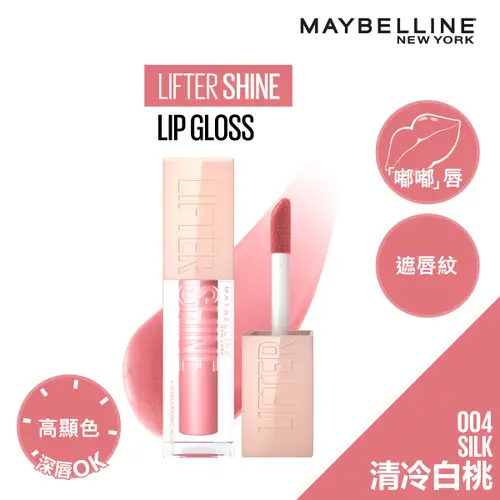 MAYBELLINE
NEW YORK
LIFTER SHINE
LIP GLOSS
「嘟嘟」唇
遮唇紋
LIFTER
SHINE
MAYBELLINE
LIFTER
高顯色
深唇OK
004
SILK
清冷白桃